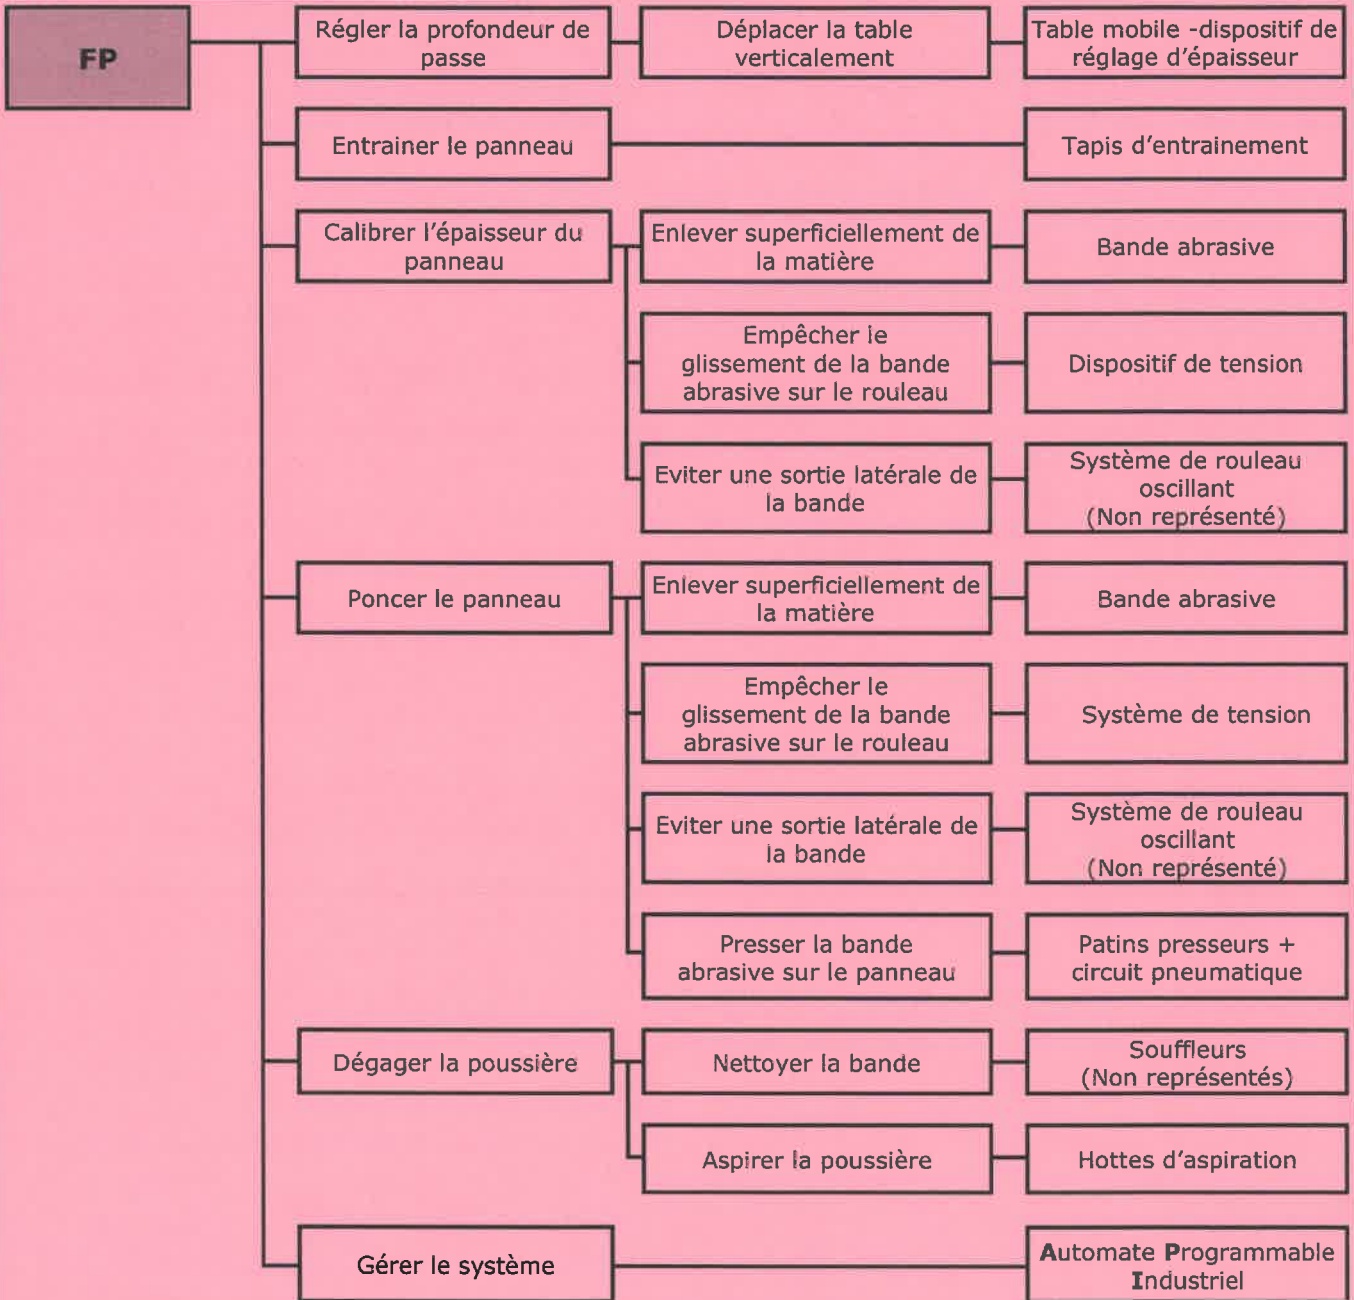 FP
Régler la profondeur de
passe
Déplacer la table
verticalement
Table mobile -dispositif de
réglage d'épaisseur
Entrainer le panneau
Tapis d'entrainement
Calibrer l'épaisseur du
panneau
Enlever superficiellement de
la matière
Bande abrasive
Empêcher le
glissement de la bande
abrasive sur le rouleau
Dispositif de tension
Eviter une sortie latérale de
la bande
Système de rouleau
oscillant
(Non représenté)
Poncer le panneau
Enlever superficiellement de
la matière
Bande abrasive
Empêcher le
glissement de la bande
abrasive sur le rouleau
Système de tension
Eviter une sortie latérale de
la bande
Système de rouleau
oscillant
(Non représenté)
Presser la bande
abrasive sur le panneau
Patins presseurs +
circuit pneumatique
Dégager la poussière
Nettoyer la bande
Souffleurs
(Non représentés)
Aspirer la poussière
Hottes d'aspiration
Gérer le système
Automate Programmable
Industriel